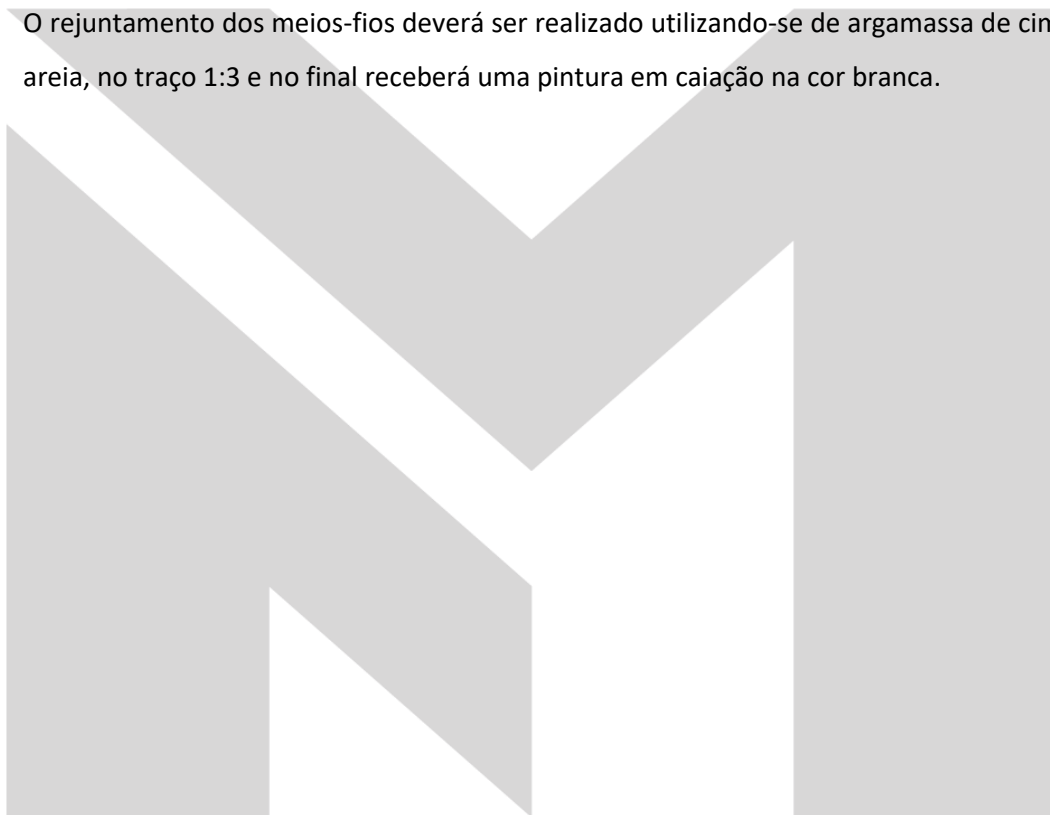 O rejuntamento dos meios-fios deverá ser realizado utilizando-se de argamassa de
areia, no traço 1:3 e no final receberá uma pintura em caiação na cor branca.